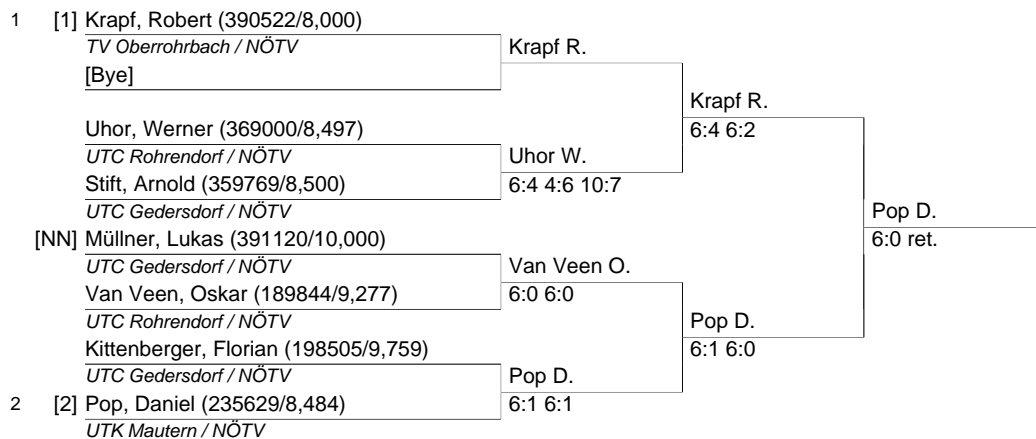 1 [1] Krapf, Robert (390522/8,000)
TV Oberrohrbach / NÖTV
Krapf R.
[Bye]
Krapf R.
Uhor, Werner (369000/8,497)
6:4 6:2
UTC Rohrendorf / NÖTV
Uhor W.
Stift, Arnold (359769/8,500)
6:4 4:6 10:7
UTC Gedersdorf / NÖTV
Pop D.
[NN] Müllner, Lukas (391120/10,000)
6:0 ret.
UTC Gedersdorf / NÖTV
Van Veen O.
Van Veen, Oskar (189844/9,277)
6:0 6:0
UTC Rohrendorf / NÖTV
Pop D.
Kittenberger, Florian (198505/9,759)
6:1 6:0
UTC Gedersdorf / NÖTV
Pop D.
2 [2] Pop, Daniel (235629/8,484)
6:1 6:1
UTK Mautern / NÖTV